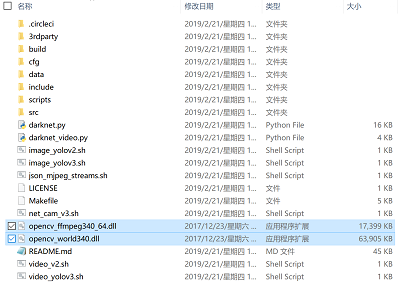 名称 修改日期 类型 大小
.circleci 2019/2/21/星期四 1... 文件夹
3rdparty 2019/2/21/星期四 1... 文件夹
build 2019/2/21/星期四 1... 文件夹
cfg 2019/2/21/星期四 1... 文件夹
data 2019/2/21/星期四 1... 文件夹
include 2019/2/21/星期四 1... 文件夹
scripts 2019/2/21/星期四 1... 文件夹
src 2019/2/21/星期四 1... 文件夹
darknet.py 2019/2/21/星期四 1... Python File 16 KB
darknet_video.py 2019/2/21/星期四 1... Python File 4 KB
image_yolov2.sh 2019/2/21/星期四 1... Shell Script 1 KB
image_yolov3.sh 2019/2/21/星期四 1... Shell Script 1 KB
json_mjpeg_streams.sh 2019/2/21/星期四 1... Shell Script 1 KB
LICENSE 2019/2/21/星期四 1... 文件 1 KB
Makefile 2019/2/21/星期四 1... 文件 5 KB
net_cam_v3.sh 2019/2/21/星期四 1... Shell Script 1 KB
opencv_ffmpeg340_64.dll 2017/12/23/星期六 ... 应用程序扩展 17,399 KB
opencv_world340.dll 2017/12/23/星期六 ... 应用程序扩展 63,905 KB
README.md 2019/2/21/星期四 1... MD 文件 45 KB
video_v2.sh 2019/2/21/星期四 1... Shell Script 1 KB
video_yolov3.sh 2019/2/21/星期四 1... Shell Script 1 KB